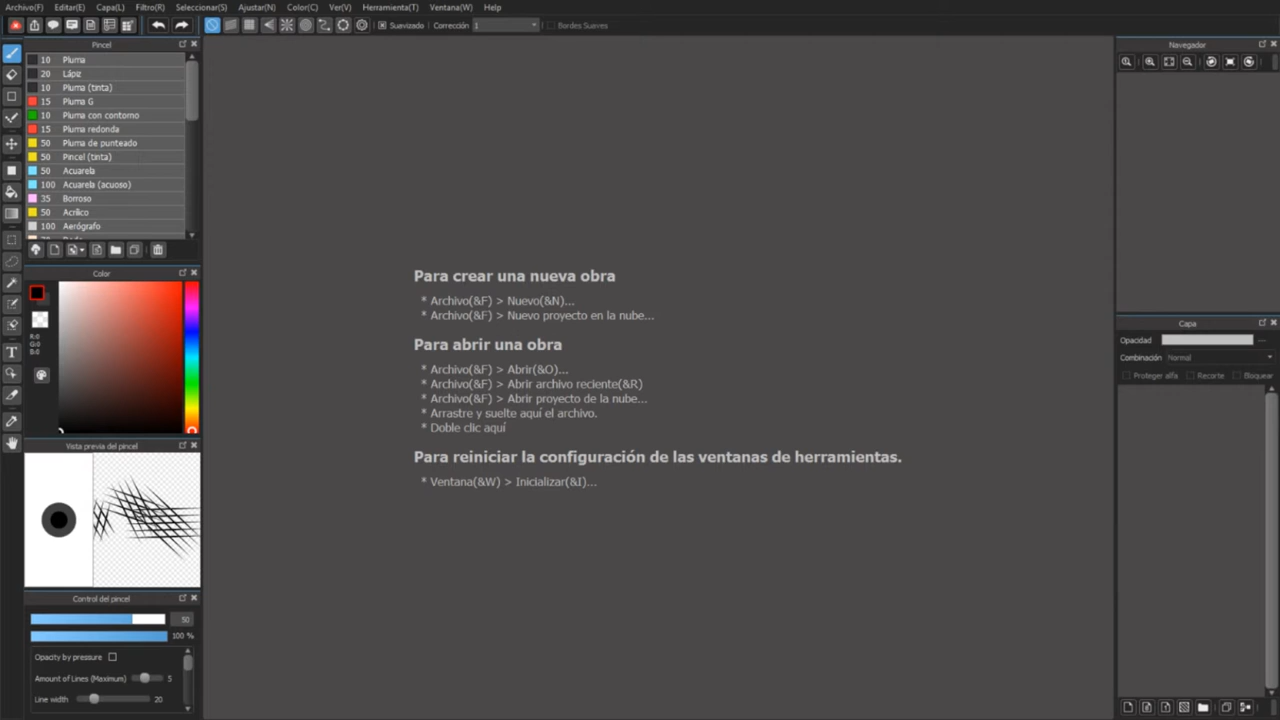 Archivo(F) Editar(E) Capa(L) Filtro(R) Seleccionar(S) Ajustar(N) Color(C) Ver(V) Herramienta(T) Ventana(W) Help
Suavizado Corrección 1 Bordes Suaves
Pincel
10 Pluma
20 Lápiz
10 Pluma (tinta)
15 Pluma G
10 Pluma con contorno
15 Pluma redonda
50 Pluma de punteado
50 Pincel (tinta)
50 Acuarela
100 Acuarela (acuoso)
35 Borroso
50 Acrílico
100 Aerógrafo
Color
R:0
G:0
B:0
Vista previa del pincel
Control del pincel
50
100 %
Opacity by pressure
Amount of Lines (Maximum) 5
Line width 20
Para crear una nueva obra
* Archivo(&F) > Nuevo(&N)...
* Archivo(&F) > Nuevo proyecto en la nube...
Para abrir una obra
* Archivo(&F) > Abrir(&O)...
* Archivo(&F) > Abrir archivo reciente(&R)
* Archivo(&F) > Abrir proyecto de la nube...
* Arrastre y suelte aquí el archivo.
* Doble clic aquí
Para reiniciar la configuración de las ventanas de herramientas.
* Ventana(&W) > Inicializar(&I)...
Navegador
Capa
Opacidad
Combinación Normal
Proteger alfa Recorte Bloquear